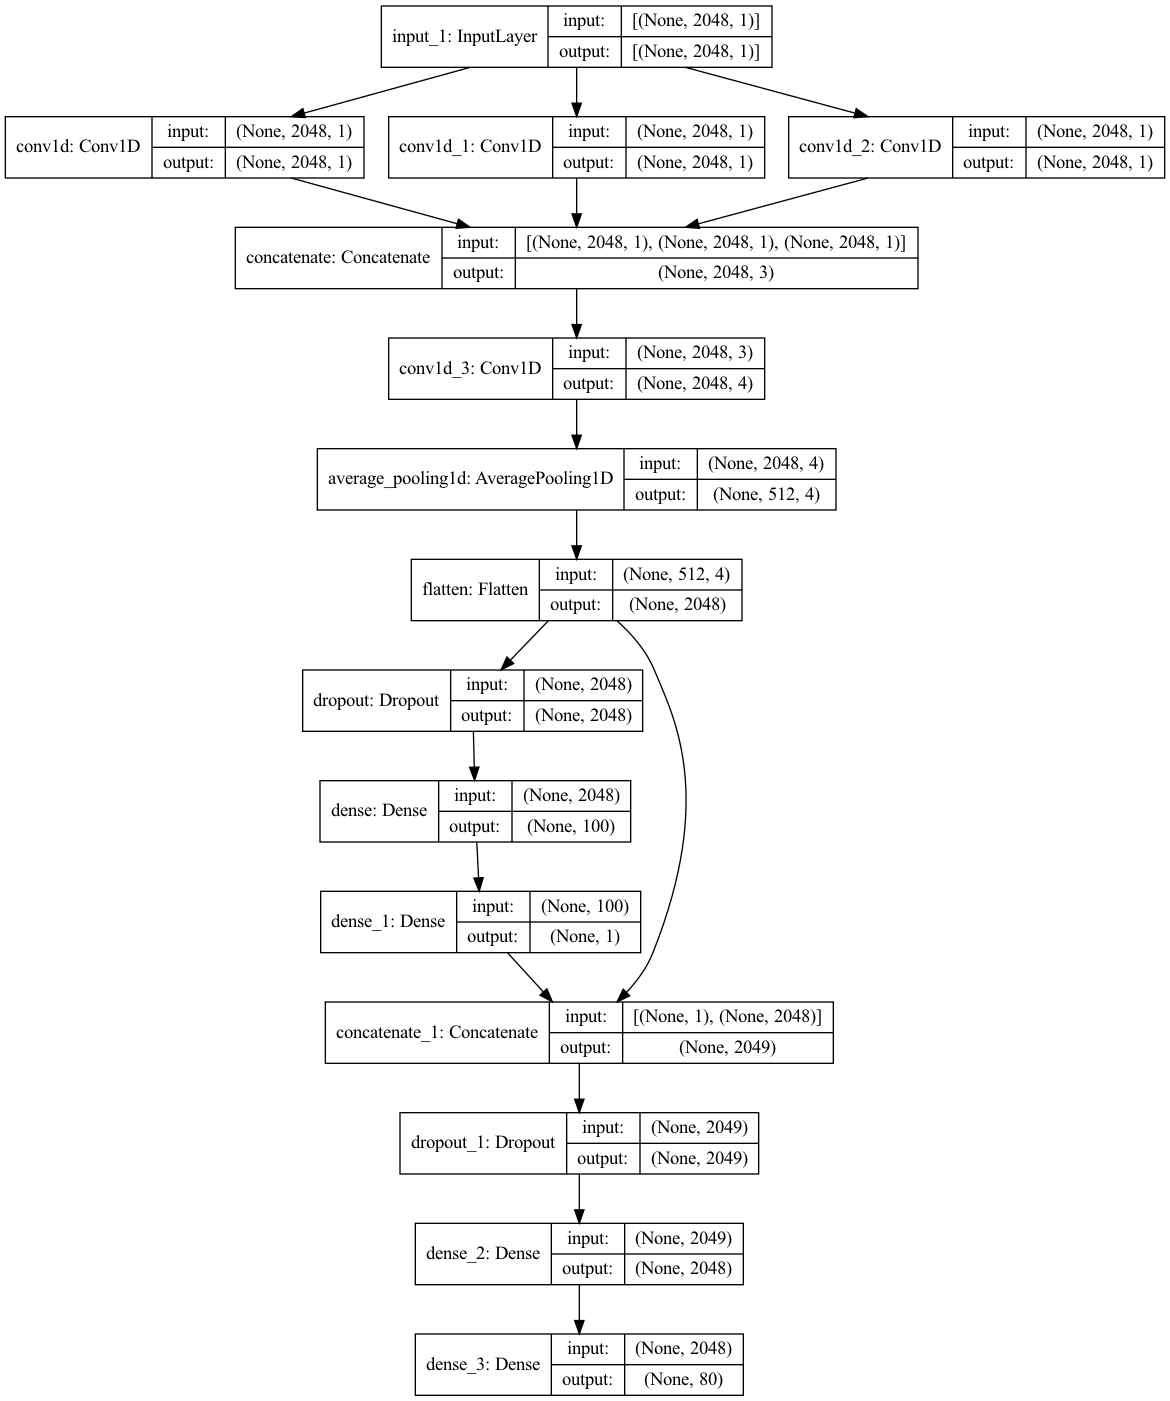 input_1: InputLayer
input: [(None, 2048, 1)]
output: [(None, 2048, 1)]
conv1d: Conv1D
input: (None, 2048, 1)
output: (None, 2048, 1)
conv1d_1: Conv1D
input: (None, 2048, 1)
output: (None, 2048, 1)
conv1d_2: Conv1D
input: (None, 2048, 1)
output: (None, 2048, 1)
concatenate: Concatenate
input: [(None, 2048, 1), (None, 2048, 1), (None, 2048, 1)]
output: (None, 2048, 3)
conv1d_3: Conv1D
input: (None, 2048, 3)
output: (None, 2048, 4)
average_pooling1d: AveragePooling1D
input: (None, 2048, 4)
output: (None, 512, 4)
flatten: Flatten
input: (None, 512, 4)
output: (None, 2048)
dropout: Dropout
input: (None, 2048)
output: (None, 2048)
dense: Dense
input: (None, 2048)
output: (None, 100)
dense_1: Dense
input: (None, 100)
output: (None, 1)
concatenate_1: Concatenate
input: [(None, 1), (None, 2048)]
output: (None, 2049)
dropout_1: Dropout
input: (None, 2049)
output: (None, 2049)
dense_2: Dense
input: (None, 2049)
output: (None, 2048)
dense_3: Dense
input: (None, 2048)
output: (None, 80)